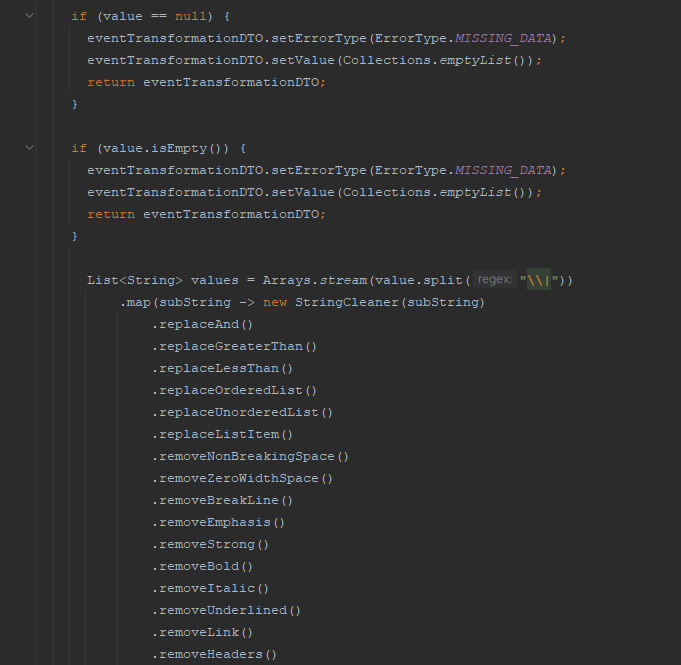 if (value == null) {
eventTransformationDTO.setErrorType(ErrorType.MISSING_DATA);
eventTransformationDTO.setValue(Collections.emptyList());
return eventTransformationDTO;
}
if (value.isEmpty()) {
eventTransformationDTO.setErrorType(ErrorType.MISSING_DATA);
eventTransformationDTO.setValue(Collections.emptyList());
return eventTransformationDTO;
}
List<String> values = Arrays.stream(value.split( regex: "\\|"))
.map(subString -> new StringCleaner(subString)
.replaceAnd()
.replaceGreaterThan()
.replaceLessThan()
.replaceOrderedList()
.replaceUnorderedList()
.replaceListItem()
.removeNonBreakingSpace()
.removeZeroWidthSpace()
.removeBreakLine()
.removeEmphasis()
.removeStrong()
.removeBold()
.removeItalic()
.removeUnderlined()
.removeLink()
.removeHeaders()